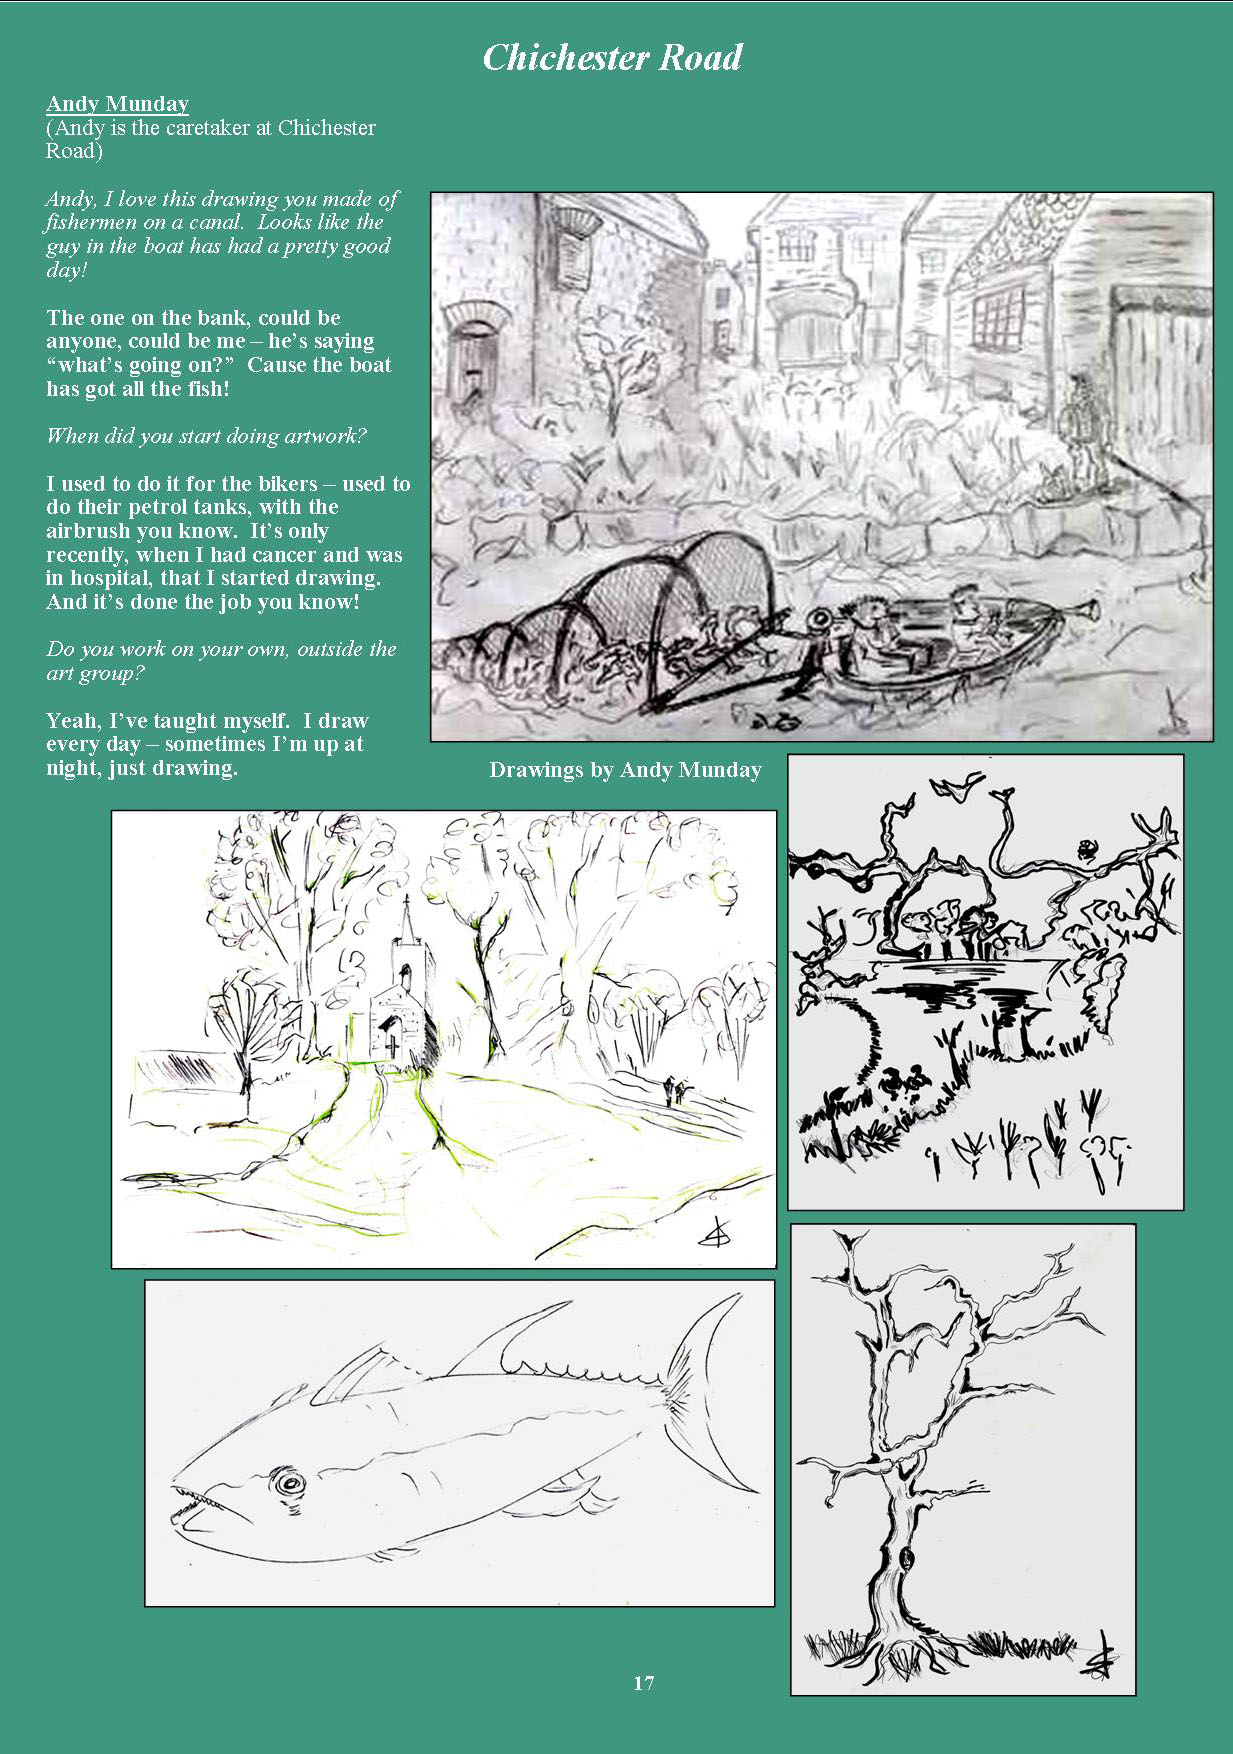 Chichester Road
Andy Munday
(Andy is the caretaker at Chichester
Road)
Andy, I love this drawing you made of
fishermen on a canal.  Looks like the
guy in the boat has had a pretty good
day!
The one on the bank, could be
anyone, could be me – he’s saying
“what’s going on?”  Cause the boat
has got all the fish!
When did you start doing artwork?
I used to do it for the bikers – used to
do their petrol tanks, with the
airbrush you know.  It’s only
recently, when I had cancer and was
in hospital, that I started drawing.
And it’s done the job you know!
Do you work on your own, outside the
art group?
Yeah, I’ve taught myself.  I draw
every day – sometimes I’m up at
night, just drawing.
Drawings by Andy Munday
17